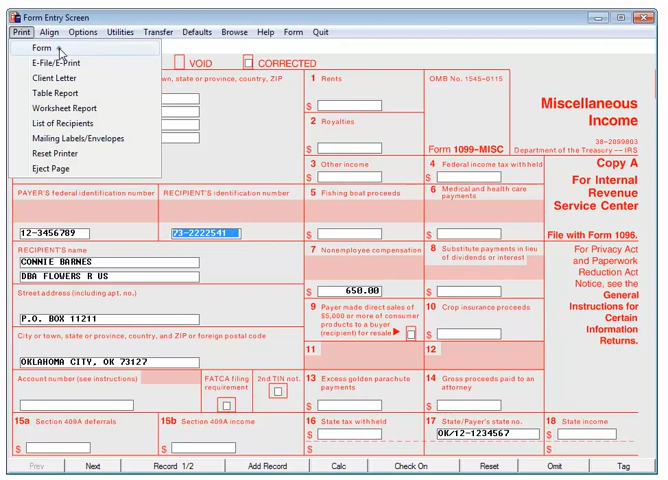 Form Entry Screen
Print Align Options Utilities Transfer Defaults Browse Help Form Quit
Form
E-File/E-Print
Client Letter
Table Report
Worksheet Report
List of Recipients
Mailing Labels/Envelopes
Reset Printer
Eject Page
VOID CORRECTED
town, state or province, country, ZIP
1 Rents
$
OMB No. 1545-0115
2 Royalties
$
Form 1099-MISC
Miscellaneous
Income
38-2099803
Department of the Treasury — IRS
3 Other income
$
4 Federal income tax withheld
$
Copy A
For Internal
Revenue
Service Center
File with Form 1096.
PAYER'S federal identification number
12-3456789
RECIPIENT'S identification number
73-2222541
5 Fishing boat proceeds
$
6 Medical and health care
payments
$
RECIPIENT'S name
CONNIE BARNES
DBA FLOWERS R US
7 Nonemployee compensation
$ 650.00
8 Substitute payments in lieu
of dividends or interest
$
For Privacy Act
and Paperwork
Reduction Act
Notice, see the
General
Instructions for
Certain
Information
Returns.
Street address (including apt. no.)
P.O. BOX 11211
9 Payer made direct sales of
$5,000 or more of consumer
products to a buyer
(recipient) for resale
10 Crop insurance proceeds
$
City or town, state or province, country, and ZIP or foreign postal code
OKLAHOMA CITY, OK 73127
11
12
Account number (see instructions)
FATCA filing
requirement
2nd TIN not.
13 Excess golden parachute
payments
$
14 Gross proceeds paid to an
attorney
$
15a Section 409A deferrals
$
15b Section 409A income
$
16 State tax withheld
$
$
17 State/Payer's state no.
OK/12-1234567
18 State income
$
$
Prev Next Record 1/2 Add Record Calc Check On Reset Omit Tag